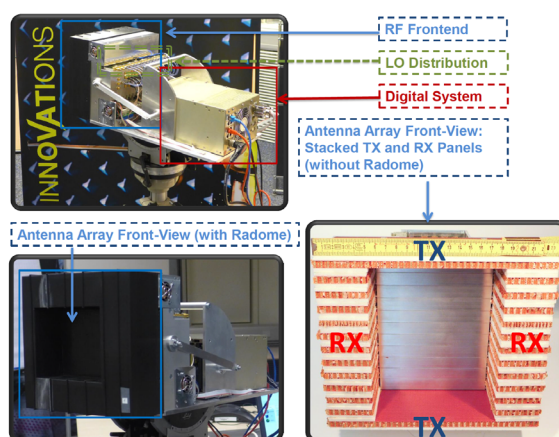 INNOVATIONS
RF Frontend
LO Distribution
Digital System
Antenna Array Front-View:
Stacked TX and RX Panels
(without Radome)
Antenna Array Front-View (with Radome)
TX
RX
RX
TX